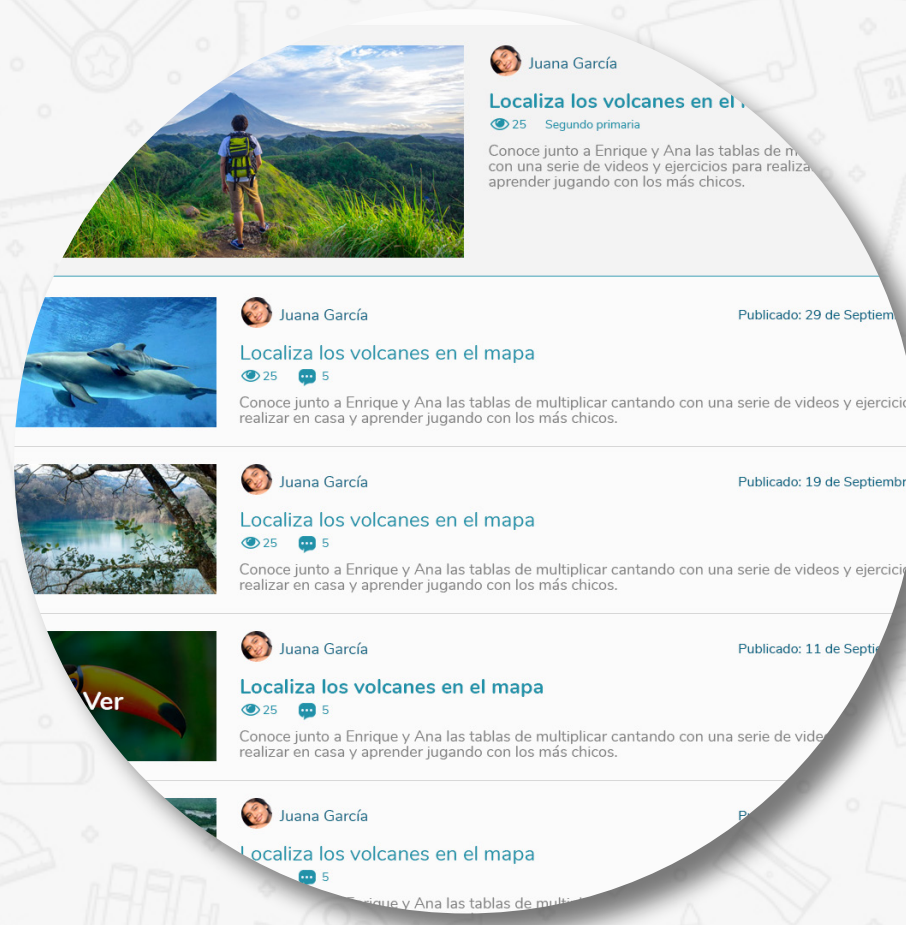 Juana García
Localiza los volcanes en el
25 Segundo primaria
Conoce junto a Enrique y Ana las tablas de
con una serie de videos y ejercicios para
aprender jugando con los más chicos.
Juana García
Publicado: 29 de
Localiza los volcanes en el mapa
25 5
Conoce junto a Enrique y Ana las tablas de multiplicar cantando con una serie de videos y
realizar en casa y aprender jugando con los más chicos.
Juana García
Publicado: 19 de
Localiza los volcanes en el mapa
25 5
Conoce junto a Enrique y Ana las tablas de multiplicar cantando con una serie de videos y
realizar en casa y aprender jugando con los más chicos.
Ver
Juana García
Publicado: 11 de
Localiza los volcanes en el mapa
25 5
Conoce junto a Enrique y Ana las tablas de multiplicar cantando con una serie de
realizar en casa y aprender jugando con los más chicos.
Juana García
Localiza los volcanes en el mapa
5
y Ana las tablas de
21